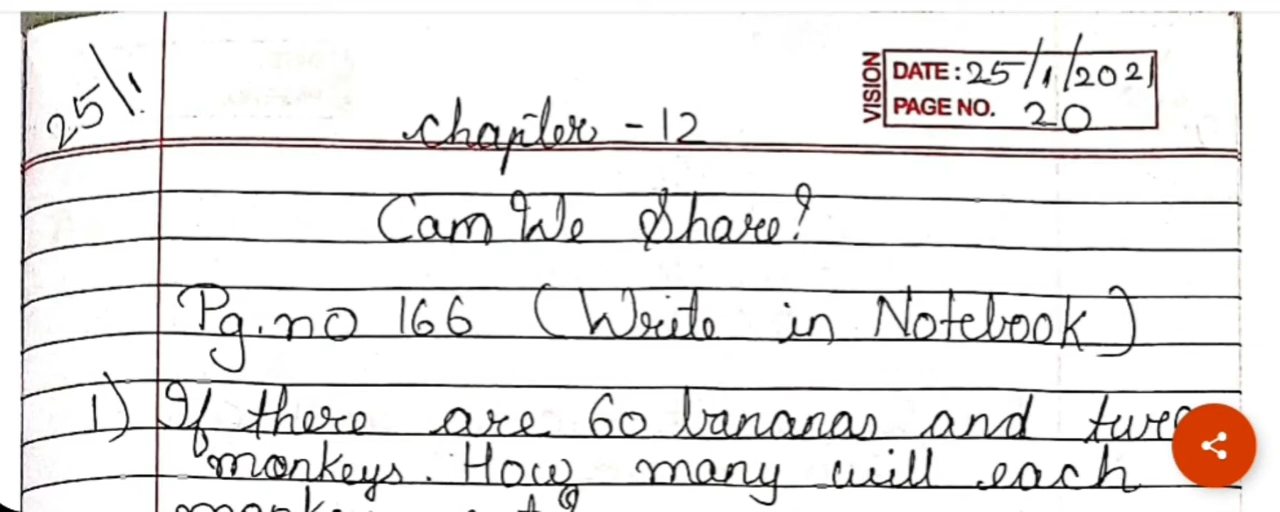 25/1
VISION
DATE: 25/1/2021
PAGE NO. 20
Chapter - 12
Can We Share?
Pg.no 166 (Write in Notebook)
1) If there are 60 bananas and
monkeys. How many will each